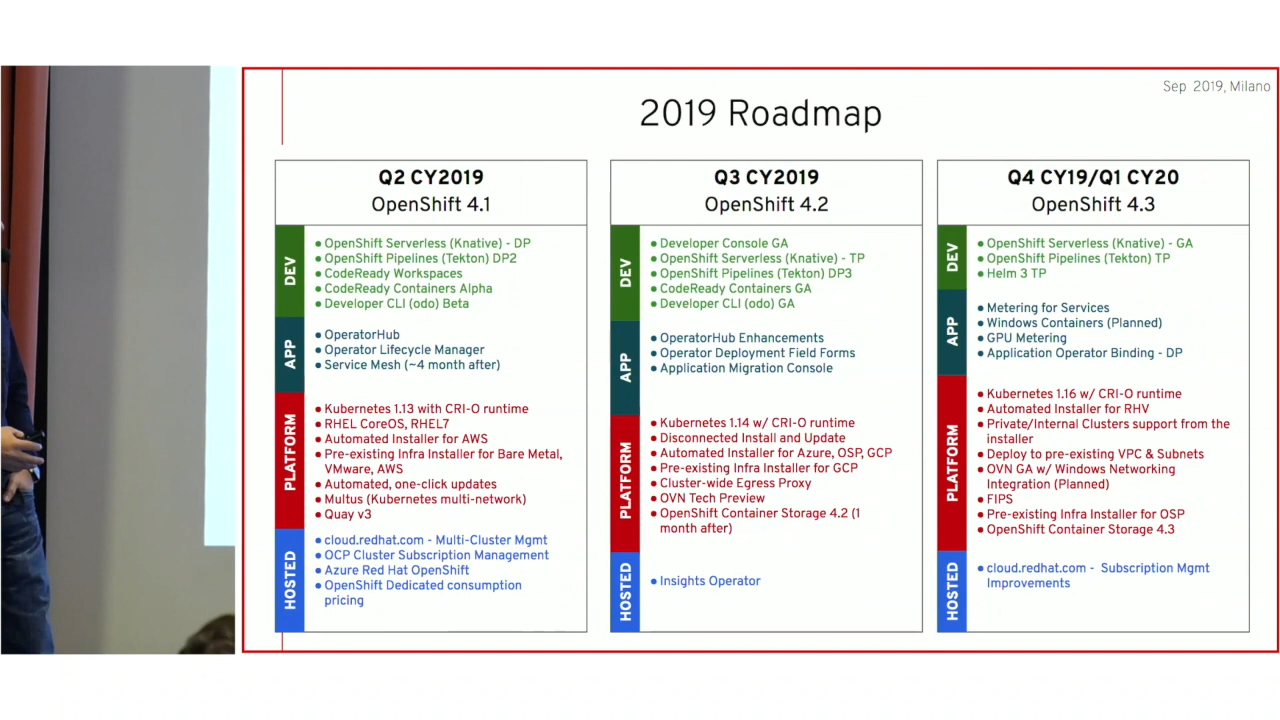 Sep 2019, Milano
2019 Roadmap
Q2 CY2019
OpenShift 4.1
DEV
• OpenShift Serverless (Knative) - DP
• OpenShift Pipelines (Tekton) DP2
• CodeReady Workspaces
• CodeReady Containers Alpha
• Developer CLI (odo) Beta
APP
• OperatorHub
• Operator Lifecycle Manager
• Service Mesh (~4 month after)
PLATFORM
• Kubernetes 1.13 with CRI-O runtime
• RHEL CoreOS, RHEL7
• Automated Installer for AWS
• Pre-existing Infra Installer for Bare Metal,
VMware, AWS
• Automated, one-click updates
• Multus (Kubernetes multi-network)
• Quay v3
HOSTED
• cloud.redhat.com - Multi-Cluster Mgmt
• OCP Cluster Subscription Management
• Azure Red Hat OpenShift
• OpenShift Dedicated consumption
pricing
Q3 CY2019
OpenShift 4.2
DEV
• Developer Console GA
• OpenShift Serverless (Knative) - TP
• OpenShift Pipelines (Tekton) DP3
• CodeReady Containers GA
• Developer CLI (odo) GA
APP
• OperatorHub Enhancements
• Operator Deployment Field Forms
• Application Migration Console
PLATFORM
• Kubernetes 1.14 w/ CRI-O runtime
• Disconnected Install and Update
• Automated Installer for Azure, OSP, GCP
• Pre-existing Infra Installer for GCP
• Cluster-wide Egress Proxy
• OVN Tech Preview
• OpenShift Container Storage 4.2 (1
month after)
HOSTED
• Insights Operator
Q4 CY19/Q1 CY20
OpenShift 4.3
DEV
• OpenShift Serverless (Knative) - GA
• OpenShift Pipelines (Tekton) TP
• Helm 3 TP
APP
• Metering for Services
• Windows Containers (Planned)
• GPU Metering
• Application Operator Binding - DP
PLATFORM
• Kubernetes 1.16 w/ CRI-O runtime
• Automated Installer for RHV
• Private/Internal Clusters support from the
installer
• Deploy to pre-existing VPC & Subnets
• OVN GA w/ Windows Networking
Integration (Planned)
• FIPS
• Pre-existing Infra Installer for OSP
• OpenShift Container Storage 4.3
HOSTED
• cloud.redhat.com - Subscription Mgmt
Improvements